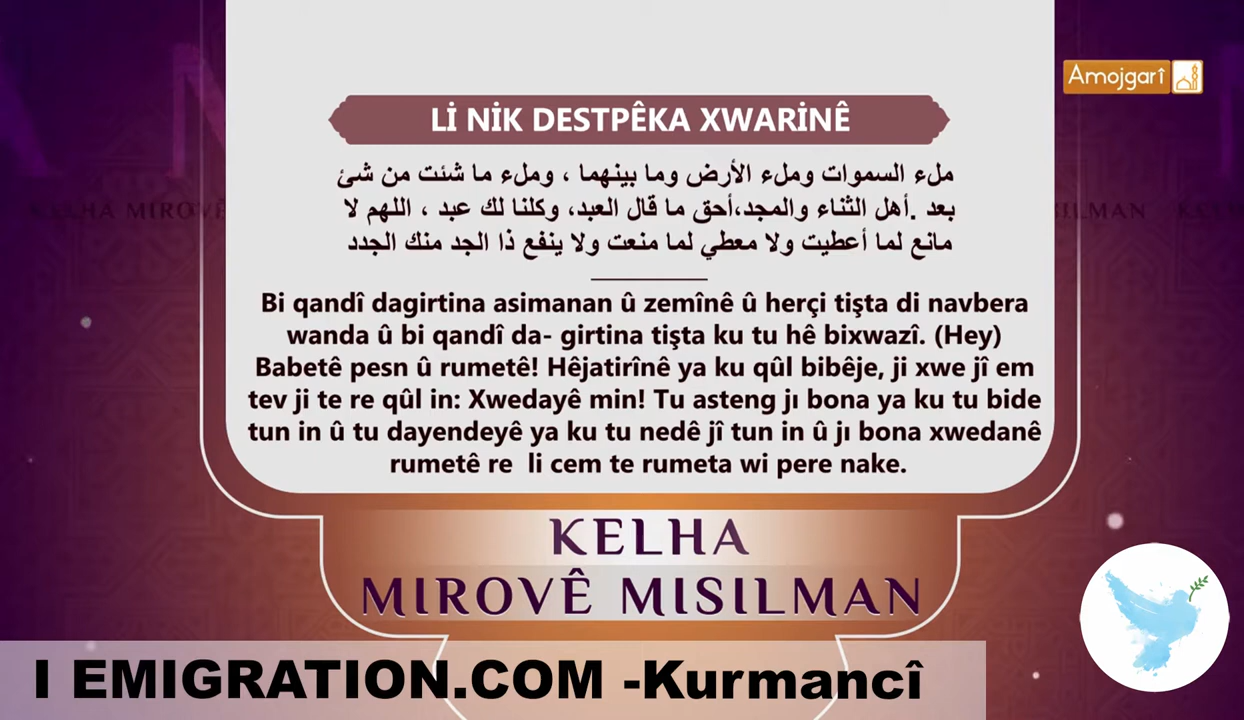 Amojgarî
Lİ NİK DESTPÊKA XWARİNÊ
ملء السموات وملء الأرض وما بينهما ، وملء ما شئت من شئ
بعد .أهل الثناء والمجد،أحق ما قال العبد، وكلنا لك عبد ، اللهم لا
مانع لما أعطيت ولا معطي لما منعت ولا ينفع ذا الجد منك الجدد
Bi qandî dagirtina asimanan û zemînê û herçi tişta di navbera
wanda û bi qandî da- girtina tişta ku tu hê bixwazî. (Hey)
Babetê pesn û rumetê! Hêjatirînê ya ku qûl bibêje, ji xwe jî em
tev ji te re qûl in: Xwedayê min! Tu asteng jı bona ya ku tu bide
tun in û tu dayendeyê ya ku tu nedê jî tun in û jı bona xwedanê
rumetê re li cem te rumeta wi pere nake.
KELHA
MIROVÊ MISILMAN
I EMIGRATION.COM -Kurmancî